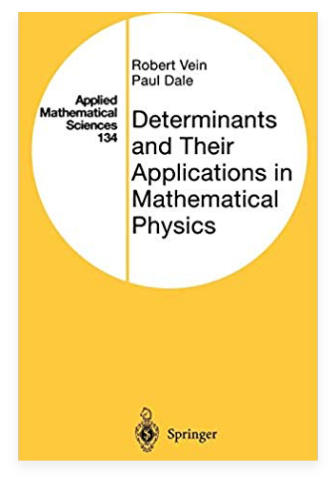 Robert Vein
Paul Dale
Applied
Mathematical
Sciences
134
Determinants
and Their
Applications in
Mathematical
Physics
Springer